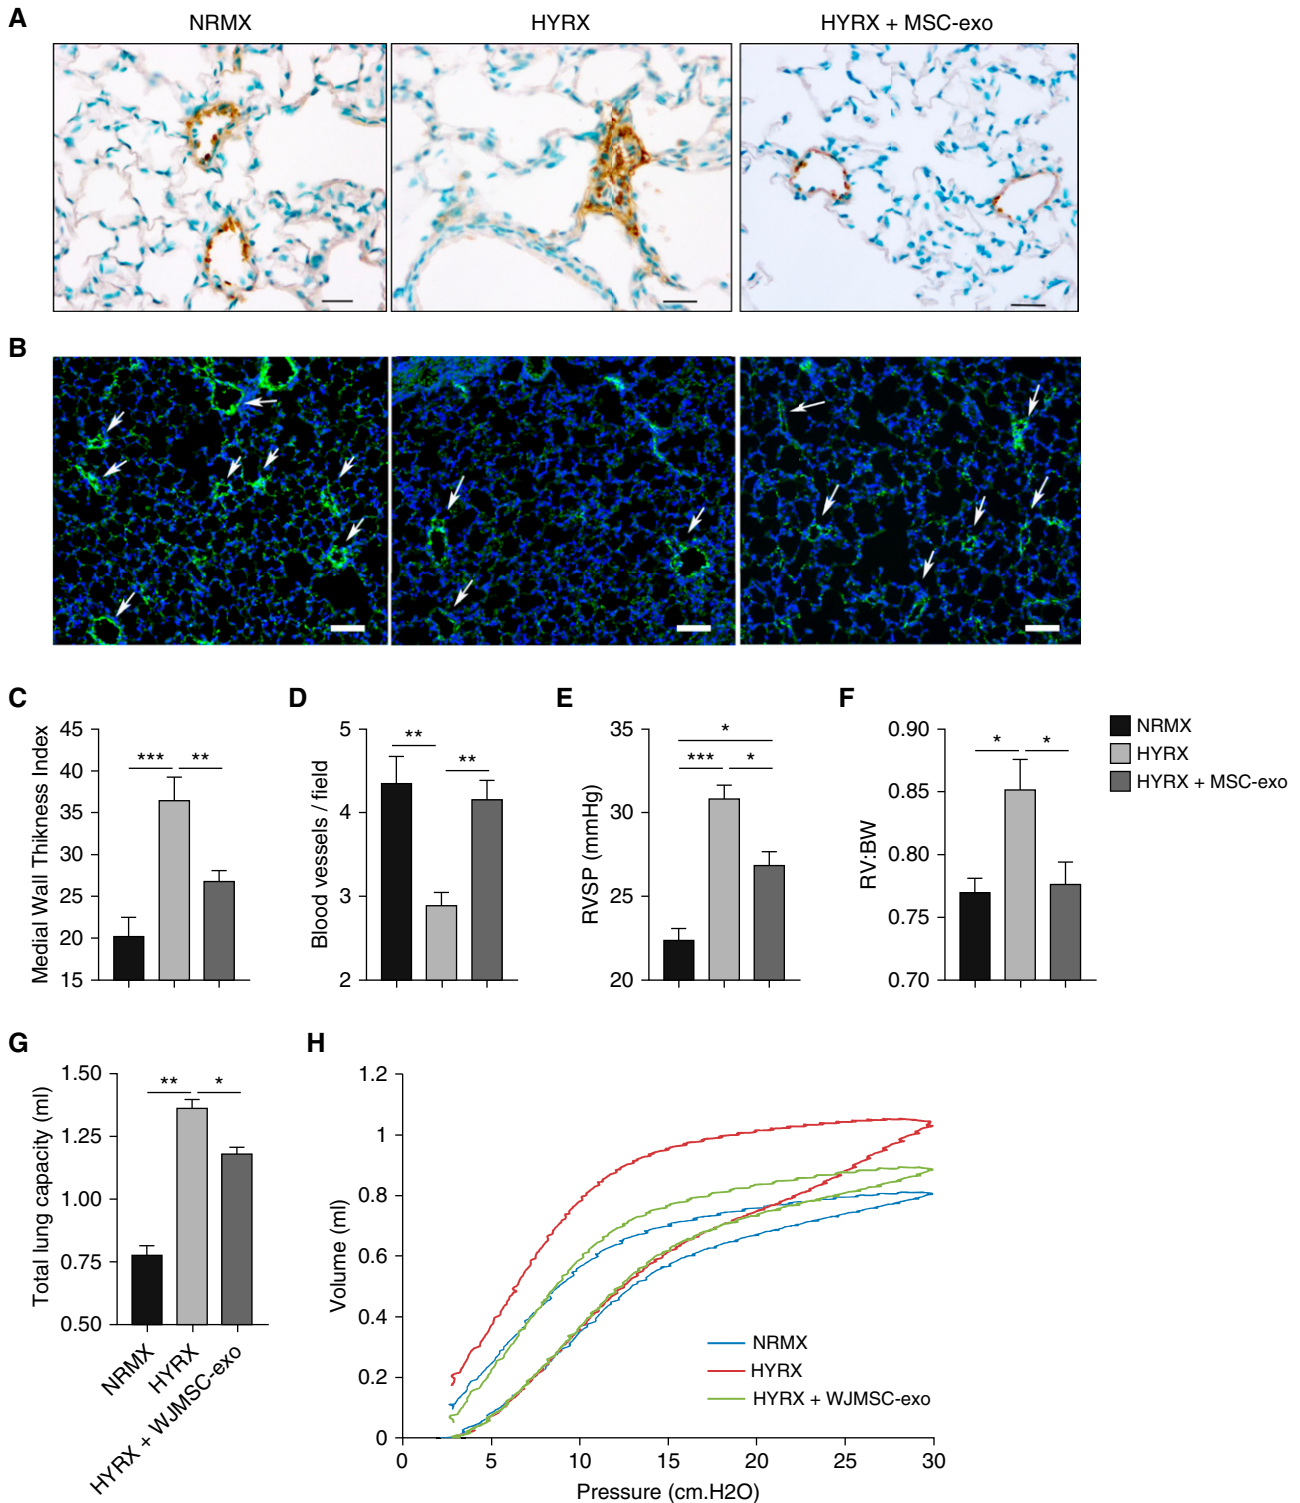 A
NRMX
HYRX
HYRX + MSC-exo
B
C
Medial Wall Thikness Index
45
40
35
30
25
20
15
***
**
D
Blood vessels / field
5
4
3
2
**
**
E
RVSP (mmHg)
35
30
25
20
*
***
*
F
RV:BW
0.90
0.85
0.80
0.75
0.70
*
*
NRMX
HYRX
HYRX + MSC-exo
G
Total lung capacity (ml)
1.50
1.25
1.00
0.75
0.50
**
*
NRMX
HYRX
HYRX + WJMSC-exo
H
Volume (ml)
1.2
1
0.8
0.6
0.4
0.2
0
0 5 10 15 20 25 30
Pressure (cm.H2O)
NRMX
HYRX
HYRX + WJMSC-exo